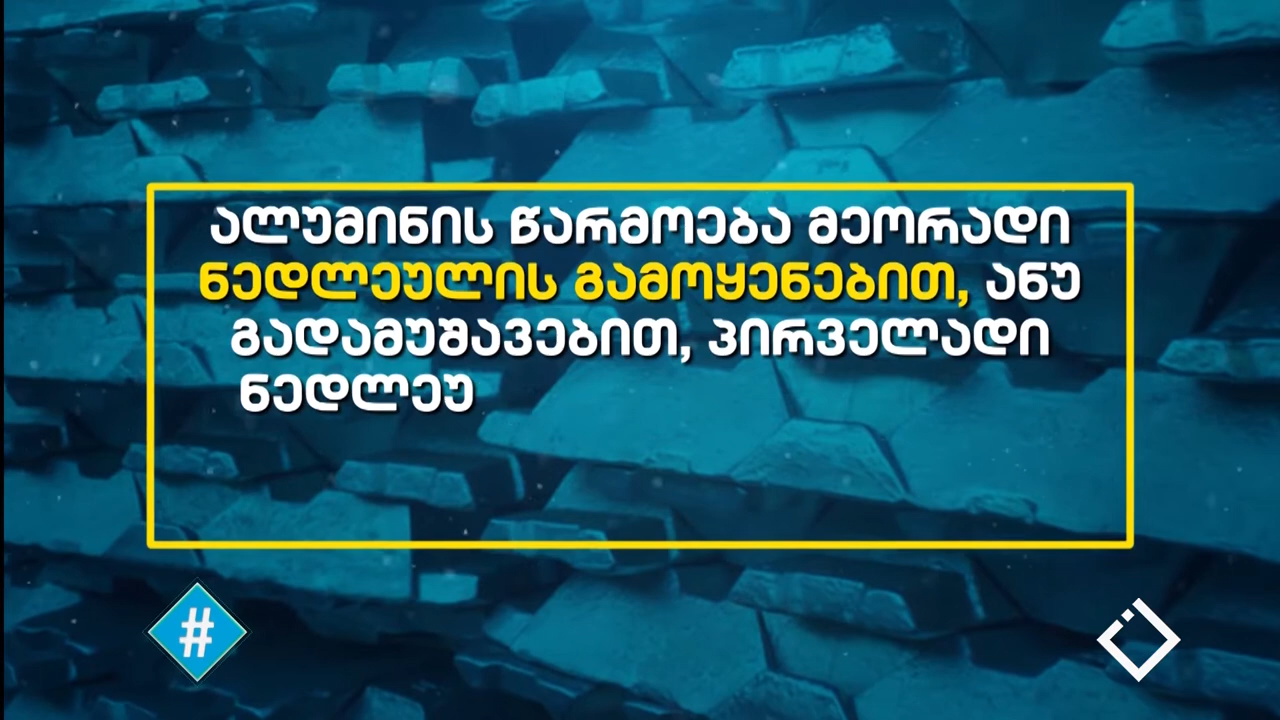 ალუმინის წარმოება მეორადი
ნედლეულის გამოყენებით, ანუ
გადამუშავებით, პირველადი
ნედლეუ
#